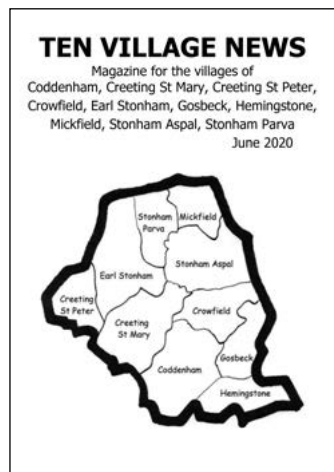 TEN VILLAGE NEWS
Magazine for the villages of
Coddenham, Creeting St Mary, Creeting St Peter,
Crowfield, Earl Stonham, Gosbeck, Hemingstone,
Mickfield, Stonham Aspal, Stonham Parva
June 2020
Stonham
Parva
Mickfield
Earl Stonham
Stonham Aspal
Creeting
St Peter
Creeting
St Mary
Crowfield
Gosbeck
Coddenham
Hemingstone